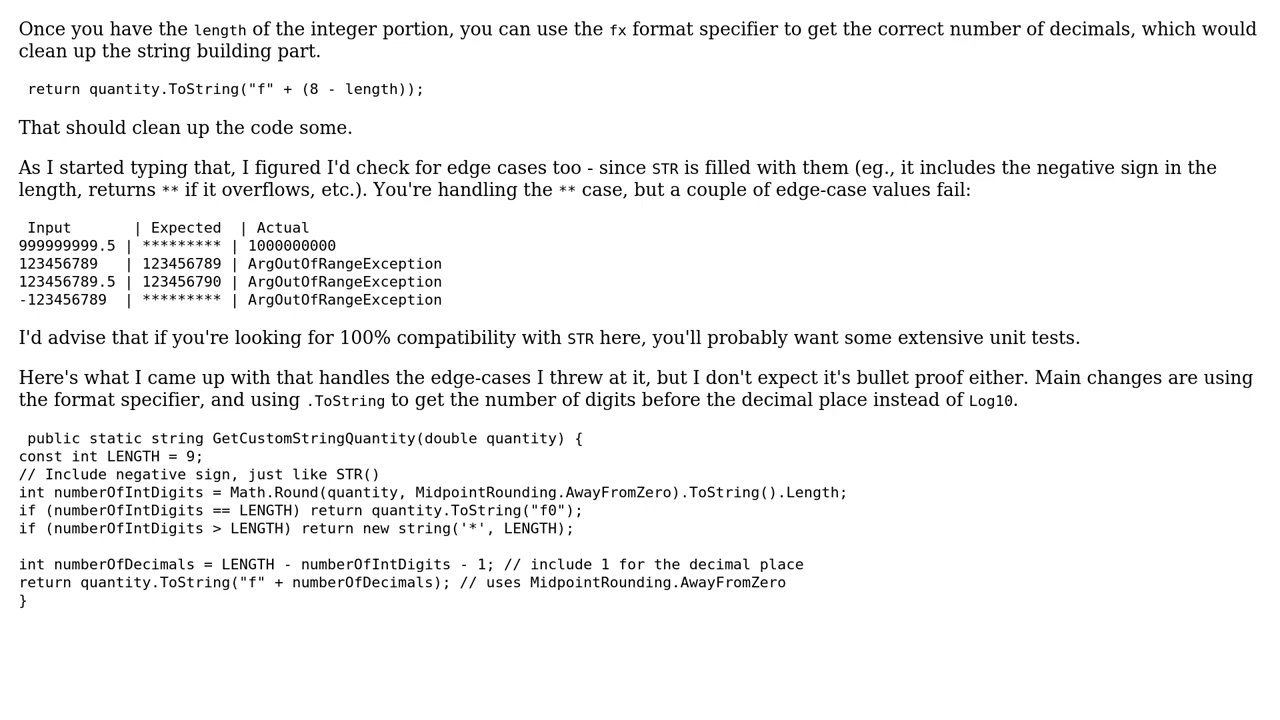 Once you have the length of the integer portion, you can use the fx format specifier to get the correct number of decimals, which would
clean up the string building part.
return quantity.ToString("f" + (8 - length));
That should clean up the code some.
As I started typing that, I figured I'd check for edge cases too - since STR is filled with them (eg., it includes the negative sign in the
length, returns ** if it overflows, etc.). You're handling the ** case, but a couple of edge-case values fail:
Input       | Expected  | Actual
999999999.5 | ********* | 1000000000
123456789   | 123456789 | ArgOutOfRangeException
123456789.5 | 123456790 | ArgOutOfRangeException
-123456789  | ********* | ArgOutOfRangeException
I'd advise that if you're looking for 100% compatibility with STR here, you'll probably want some extensive unit tests.
Here's what I came up with that handles the edge-cases I threw at it, but I don't expect it's bullet proof either. Main changes are using
the format specifier, and using .ToString to get the number of digits before the decimal place instead of Log10.
public static string GetCustomStringQuantity(double quantity) {
const int LENGTH = 9;
// Include negative sign, just like STR()
int numberOfIntDigits = Math.Round(quantity, MidpointRounding.AwayFromZero).ToString().Length;
if (numberOfIntDigits == LENGTH) return quantity.ToString("f0");
if (numberOfIntDigits > LENGTH) return new string('*', LENGTH);
int numberOfDecimals = LENGTH - numberOfIntDigits - 1; // include 1 for the decimal place
return quantity.ToString("f" + numberOfDecimals); // uses MidpointRounding.AwayFromZero
}